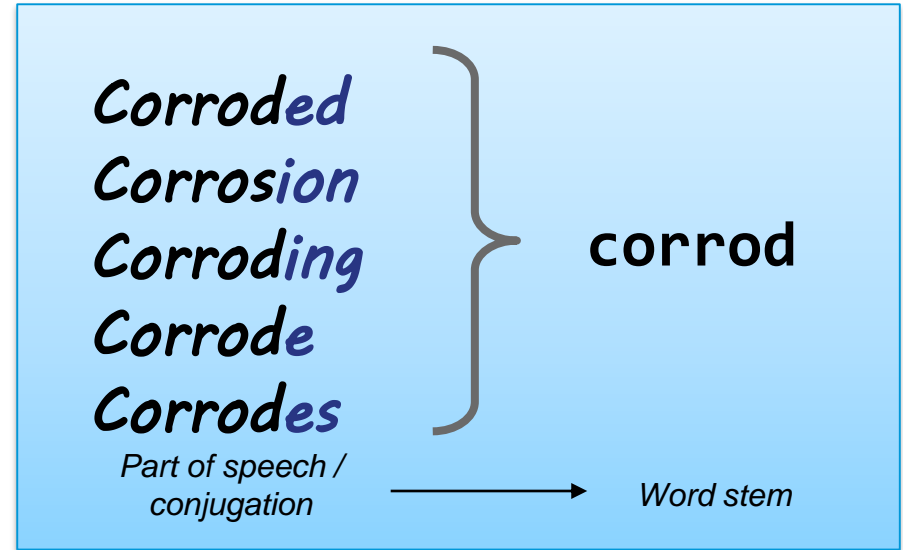 Corroded
Corrosion
Corroding
Corrode
Corrodes
corrod
Part of speech /
conjugation
Word stem